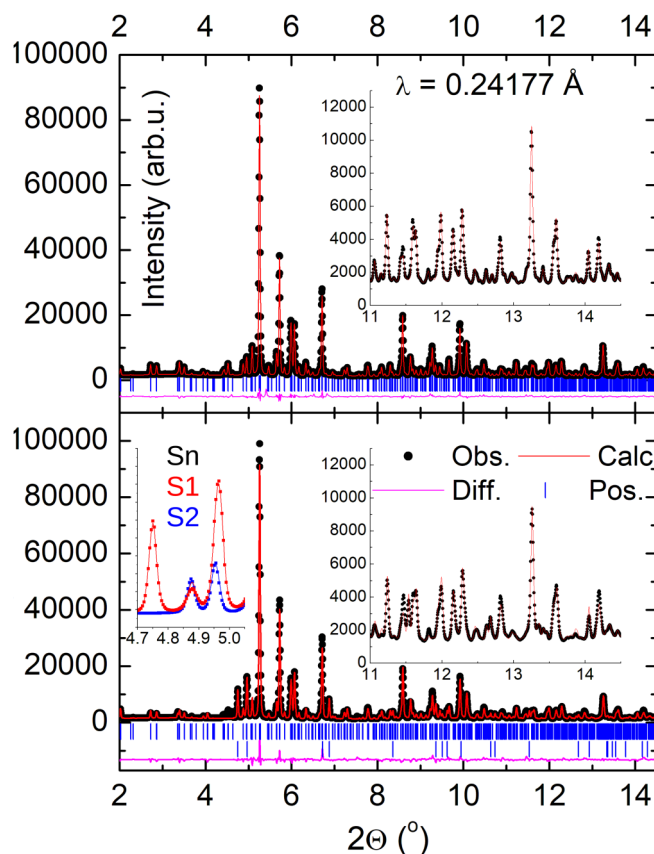 2 4 6 8 10 12 14
100000
80000
60000
40000
20000
0
Intensity (arb.u.)
λ = 0.24177 Å
12000
10000
8000
6000
4000
2000
0
11 12 13 14
100000
80000
60000
40000
20000
0
Sn
S1
S2
4.7 4.8 4.9 5.0
12000
10000
8000
6000
4000
2000
0
11 12 13 14
Obs. Calc
Diff. Pos.
2 4 6 8 10 12 14
2Θ (°)